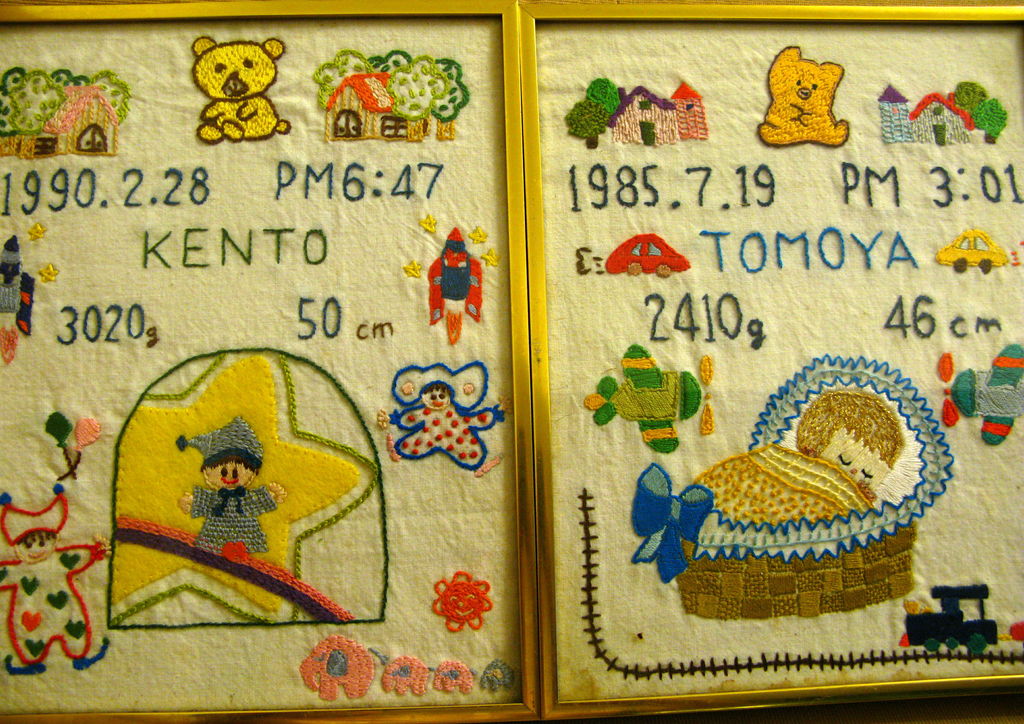 1990.2.28 PM6:47
KENTO
3020g 50 cm
1985.7.19 PM 3:01
TOMOYA
2410g 46 cm